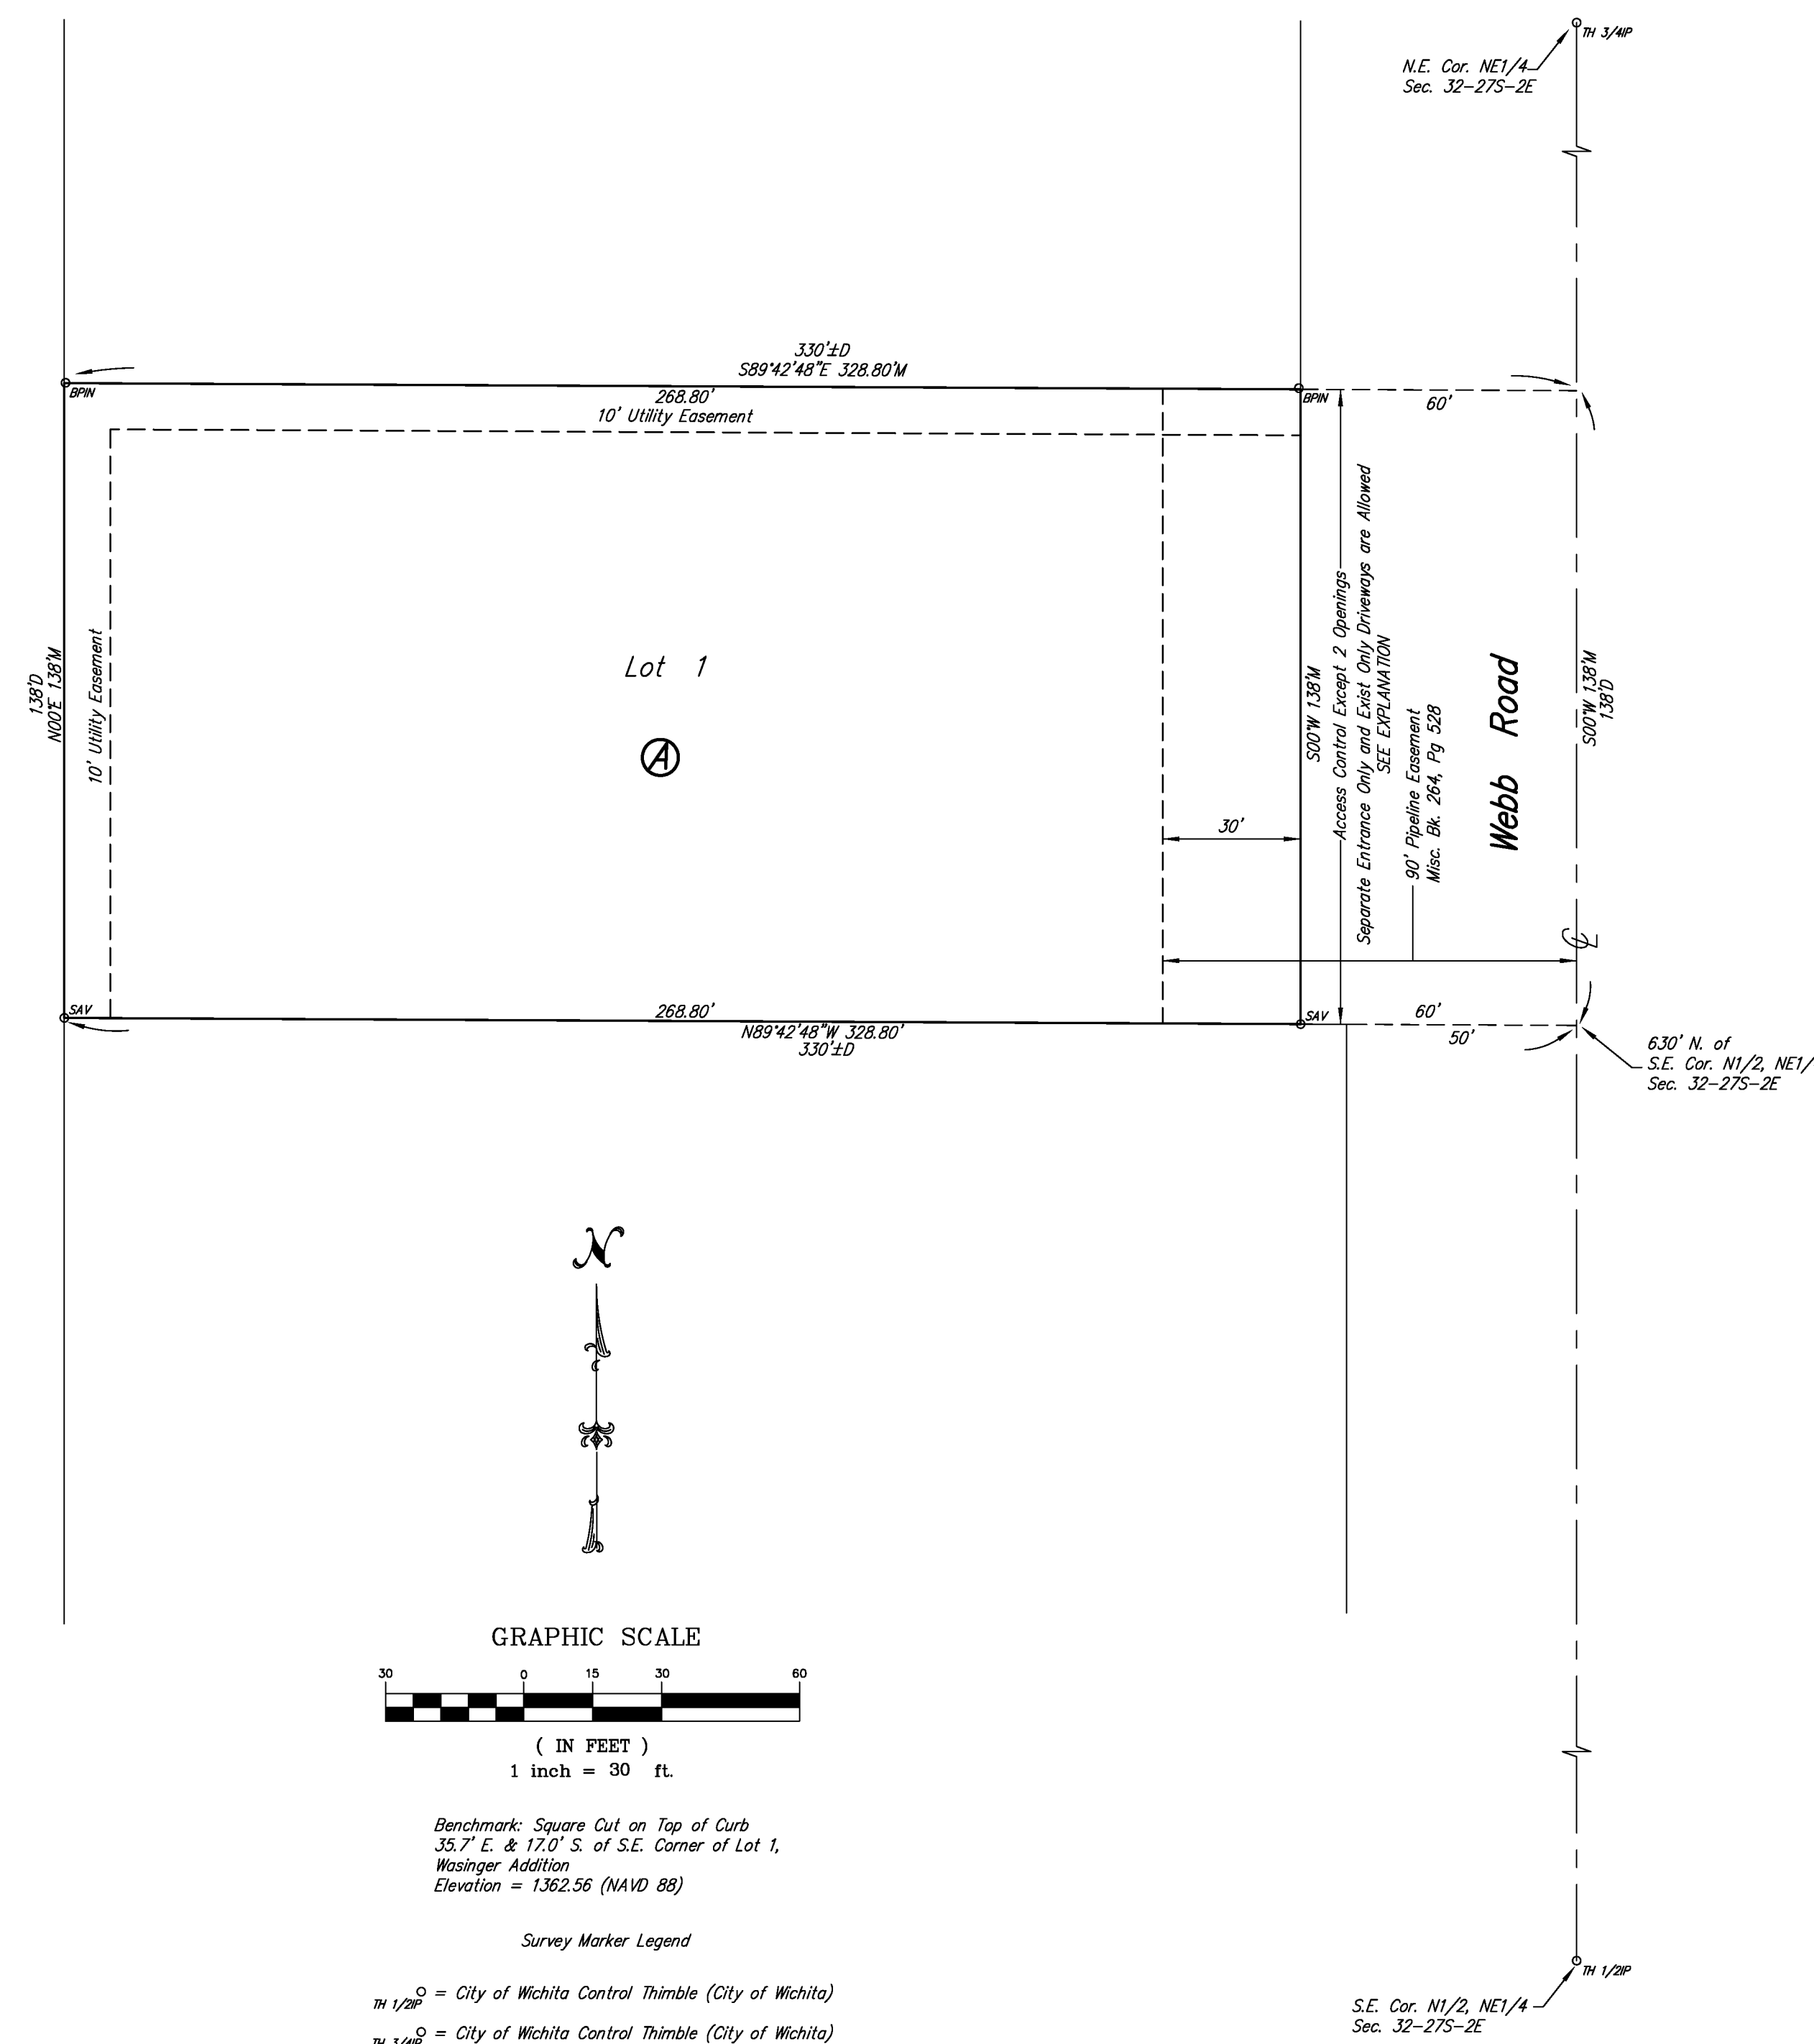 TH 3/4IP
N.E. Cor. NE1/4
Sec. 32-27S-2E
330'±D
S89°42'48"E 328.80'M
BPIN
268.80'
10' Utility Easement
BPIN
60'
138'D
N00°E 138'M
10' Utility Easement
Lot 1
A
30'
S00°W 138'M
Access Control Except 2 Openings
Separate Entrance Only and Exist Only Driveways are Allowed
SEE EXPLANATION
90' Pipeline Easement
Misc. Bk. 264, Pg 528
Webb Road
S00°W 138'M
138'D
CL
SAV
268.80'
N89°42'48"W 328.80'
330'±D
SAV
60'
50'
630' N. of
S.E. Cor. N1/2, NE1/
Sec. 32-27S-2E
N
GRAPHIC SCALE
30 0 15 30 60
( IN FEET )
1 inch = 30 ft.
Benchmark: Square Cut on Top of Curb
35.7' E. & 17.0' S. of S.E. Corner of Lot 1,
Wasinger Addition
Elevation = 1362.56 (NAVD 88)
Survey Marker Legend
TH 1/2IP = City of Wichita Control Thimble (City of Wichita)
TH 3/4IP = City of Wichita Control Thimble (City of Wichita)
TH 1/2IP
S.E. Cor. N1/2, NE1/4
Sec. 32-27S-2E